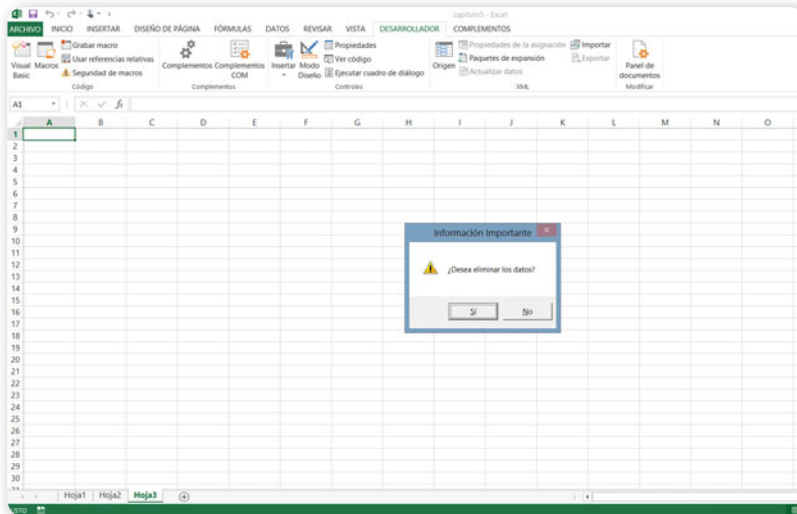 capitulo5 - Excel
ARCHIVO INICIO INSERTAR DISEÑO DE PÁGINA FÓRMULAS DATOS REVISAR VISTA DESARROLLADOR COMPLEMENTOS
Visual Basic
Macros
Grabar macro
Usar referencias relativas
Seguridad de macros
Código
Complementos
Complementos COM
Complementos
Insertar
Modo Diseño
Propiedades
Ver código
Ejecutar cuadro de diálogo
Controles
Origen
Propiedades de la asignación
Paquetes de expansión
Actualizar datos
Importar
Exportar
XML
Panel de documentos
Modificar
A1
fx
A B C D E F G H I J K L M N O
1
2
3
4
5
6
7
8
9
10
11
12
13
14
15
16
17
18
19
20
21
22
23
24
25
26
27
28
29
30
Información Importante
¿Desea eliminar los datos?
Sí No
Hoja1 Hoja2 Hoja3